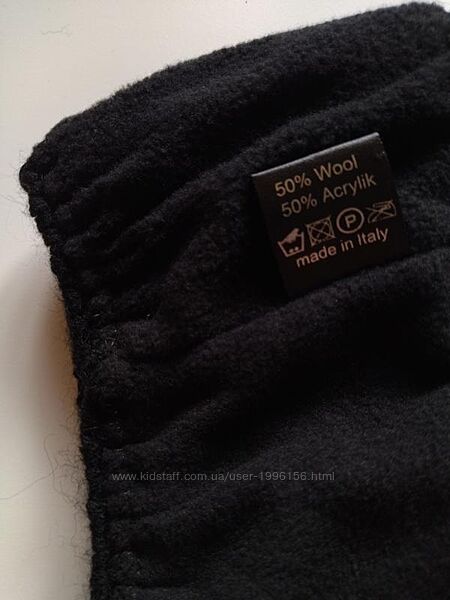 50% Wool
50% Acrylik
P
made in Italy
www.kidstaff.com.ua/user-1996156.html